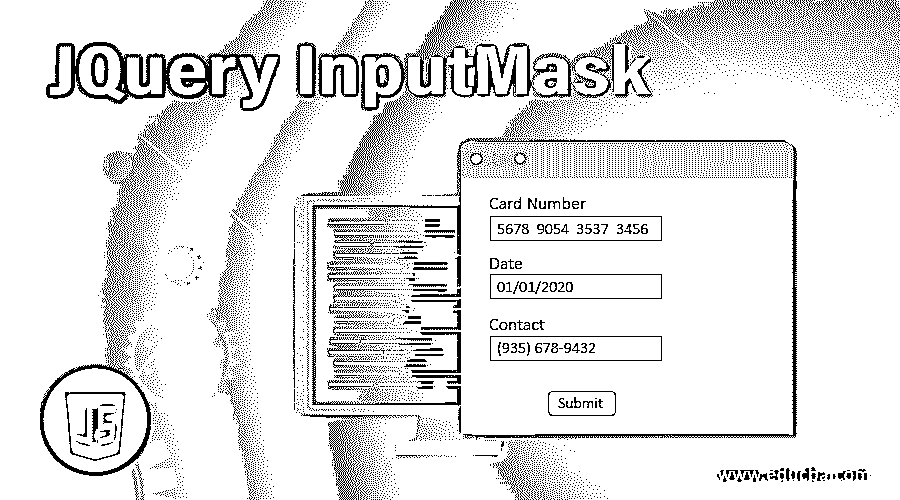 JQuery InputMask
Card Number
5678 9054 3537 3456
Date
01/01/2020
Contact
(935) 678-9432
Submit
JS
www.educba.com